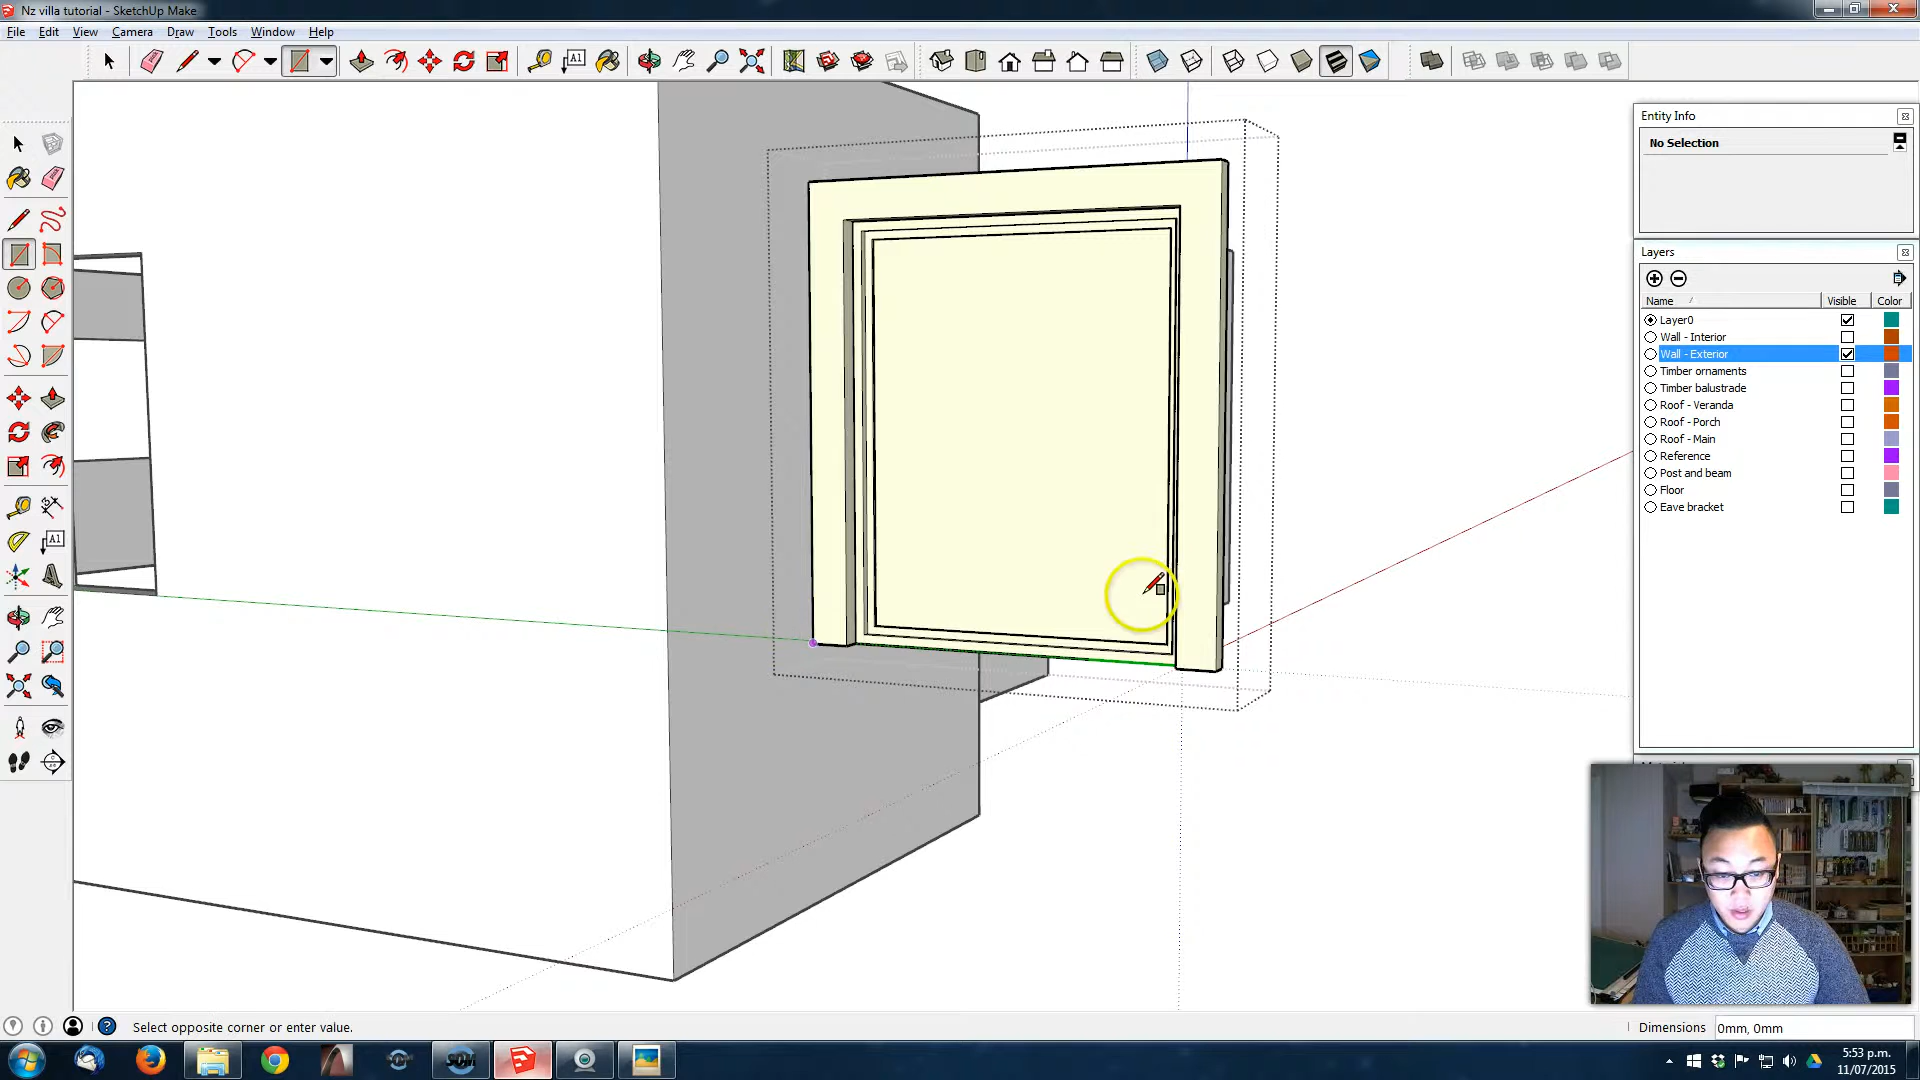 Nz villa tutorial - SketchUp Make
File Edit View Camera Draw Tools Window Help
A1
Entity Info
No Selection
Layers
Name Visible Color
Layer0
Wall - Interior
Wall - Exterior
Timber ornaments
Timber balustrade
Roof - Veranda
Roof - Porch
Roof - Main
Reference
Post and beam
Floor
Eave bracket
A1
Select opposite corner or enter value.
Dimensions 0mm, 0mm
5:53 p.m.
11/07/2015